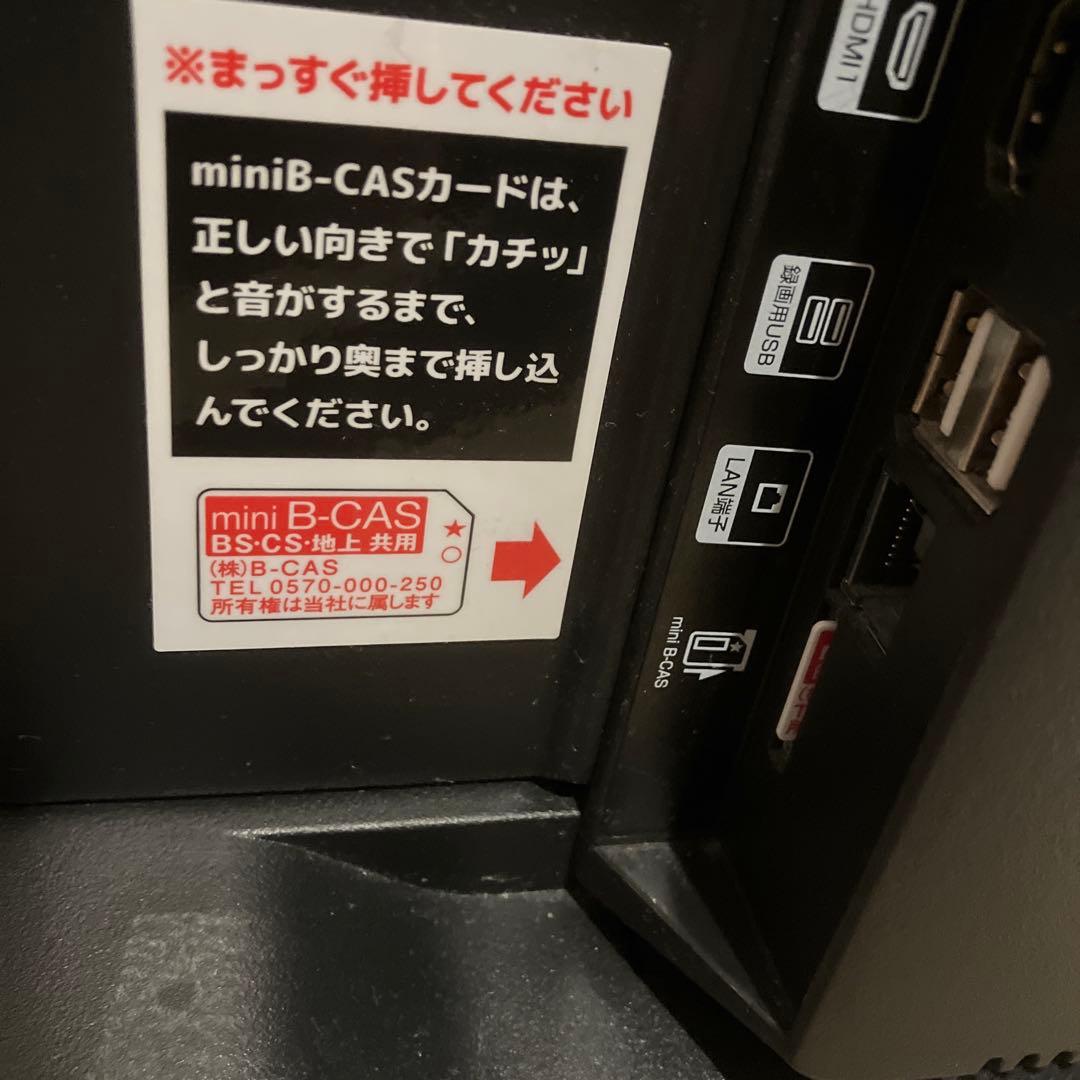 ※まっすぐ挿してください
miniB-CASカードは、
正しい向きで「カチッ」
と音がするまで、
しっかり奥まで挿し込
んでください。
mini B-CAS
BS・CS・地上 共用
(株)B-CAS
TEL 0570-000-250
所有権は当社に属します
★
○
HDMI1
録画用USB
LAN端子
mini B-CAS